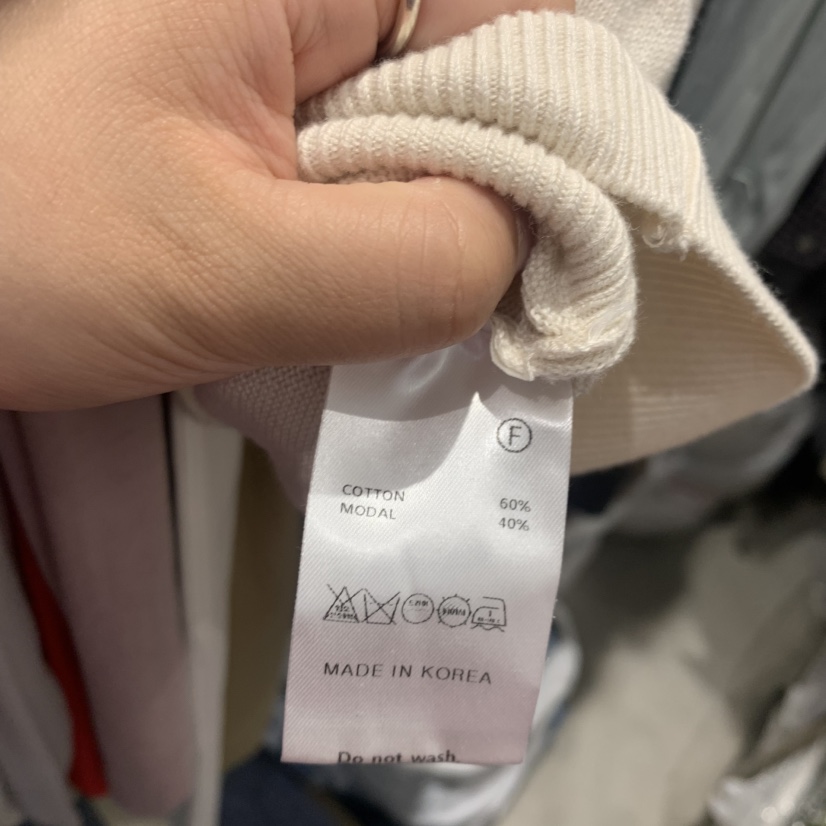 F
COTTON 60%
MODAL 40%
MADE IN KOREA
Do not wash.